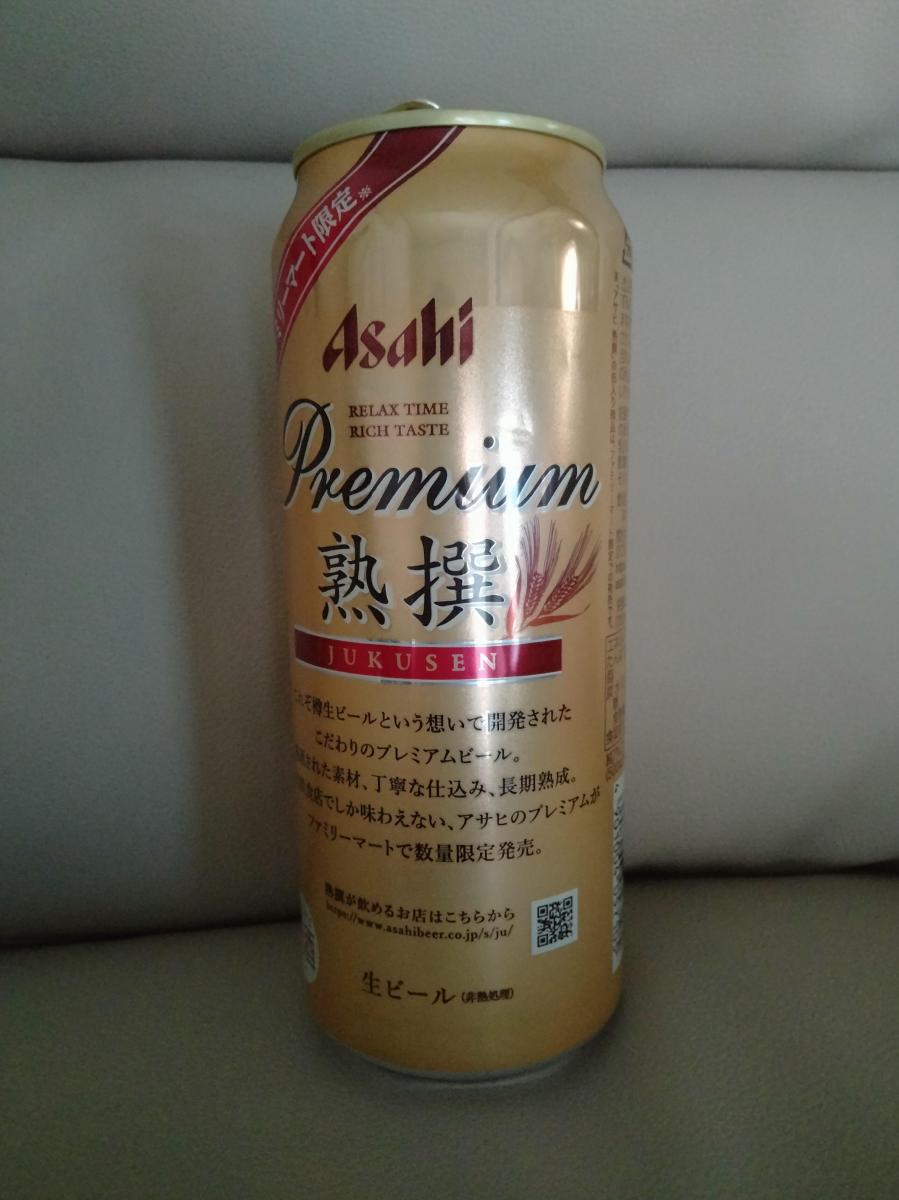 リーマート限定※
Asahi
RELAX TIME
RICH TASTE
Premium
熟撰
JUKUSEN
ぞ樽生ビールという想いで開発された
こだわりのプレミアムビール。
された素材、丁寧な仕込み、長期熟成。
食店でしか味わえない、アサヒのプレミアムが
ファミリーマートで数量限定発売。
熟撰が飲めるお店はこちらから
https://www.asahibeer.co.jp/s/ju/
生ビール(非熱処理)